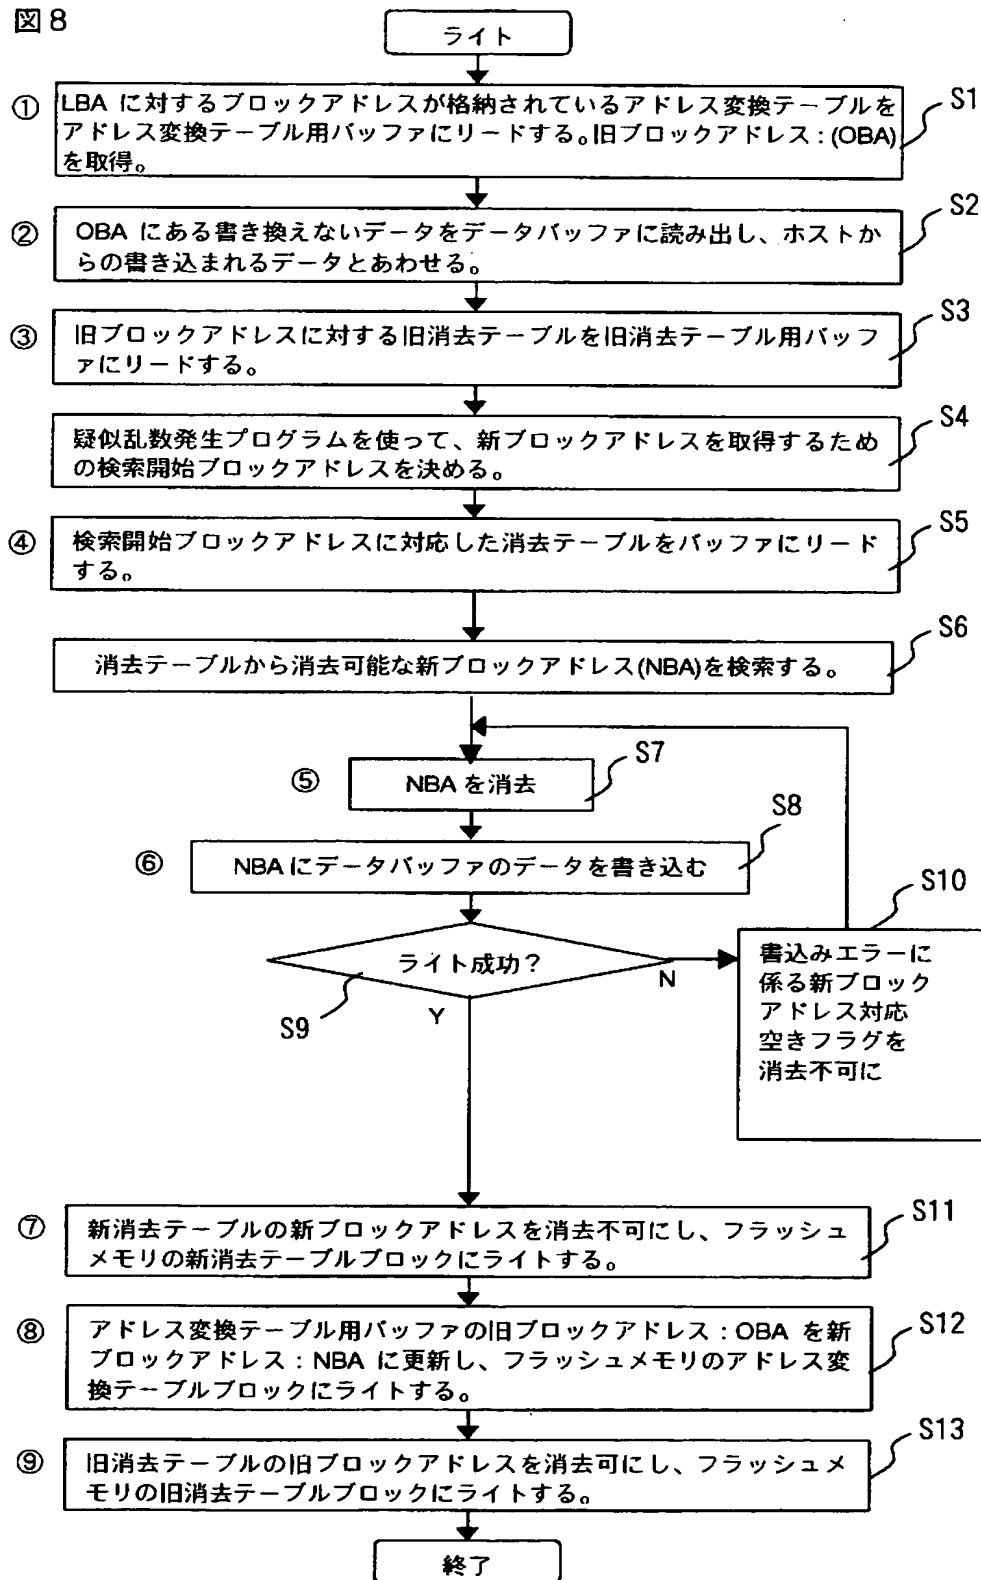 図8
ライト
① LBA に対するブロックアドレスが格納されているアドレス変換テーブルを
アドレス変換テーブル用バッファにリードする。旧ブロックアドレス:(OBA)
を取得。
S1
② OBA にある書き換えないデータをデータバッファに読み出し、ホストか
らの書き込まれるデータとあわせる。
S2
③ 旧ブロックアドレスに対する旧消去テーブルを旧消去テーブル用バッフ
ァにリードする。
S3
疑似乱数発生プログラムを使って、新ブロックアドレスを取得するため
の検索開始ブロックアドレスを決める。
S4
④ 検索開始ブロックアドレスに対応した消去テーブルをバッファにリード
する。
S5
消去テーブルから消去可能な新ブロックアドレス(NBA)を検索する。
S6
⑤ NBA を消去
S7
⑥ NBA にデータバッファのデータを書き込む
S8
ライト成功?
S9
Y
N
書込みエラーに
係る新ブロック
アドレス対応
空きフラグを
消去不可に
S10
⑦ 新消去テーブルの新ブロックアドレスを消去不可にし、フラッシュ
メモリの新消去テーブルブロックにライトする。
S11
⑧ アドレス変換テーブル用バッファの旧ブロックアドレス:OBA を新
ブロックアドレス:NBA に更新し、フラッシュメモリのアドレス変
換テーブルブロックにライトする。
S12
⑨ 旧消去テーブルの旧ブロックアドレスを消去可にし、フラッシュメ
モリの旧消去テーブルブロックにライトする。
S13
終了